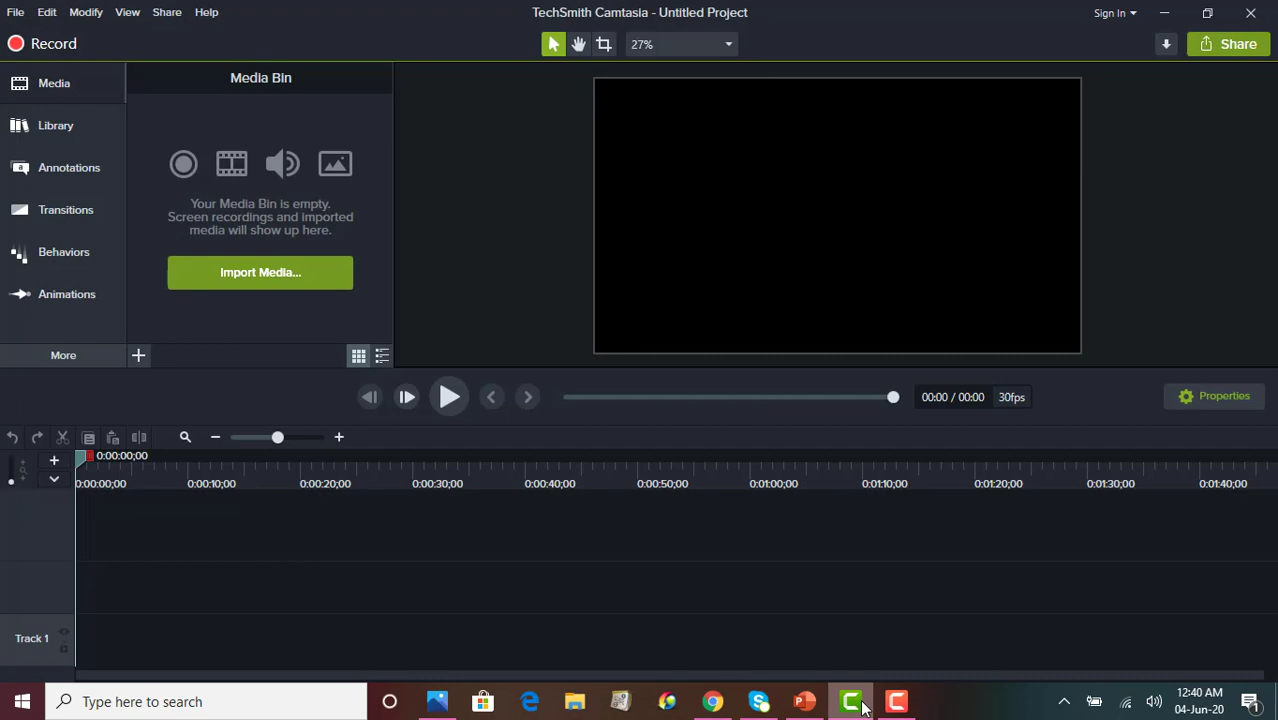 File Edit Modify View Share Help
TechSmith Camtasia - Untitled Project
Sign In
Record
27%
Share
Media
Library
Annotations
Transitions
Behaviors
Animations
More
Media Bin
Your Media Bin is empty.
Screen recordings and imported
media will show up here.
Import Media...
00:00 / 00:00 30fps
Properties
0:00:00;00
0:00:00;00 0:00:10;00 0:00:20;00 0:00:30;00 0:00:40;00 0:00:50;00 0:01:00;00 0:01:10;00 0:01:20;00 0:01:30;00 0:01:40;00
Track 1
Type here to search
12:40 AM
04-Jun-20
1